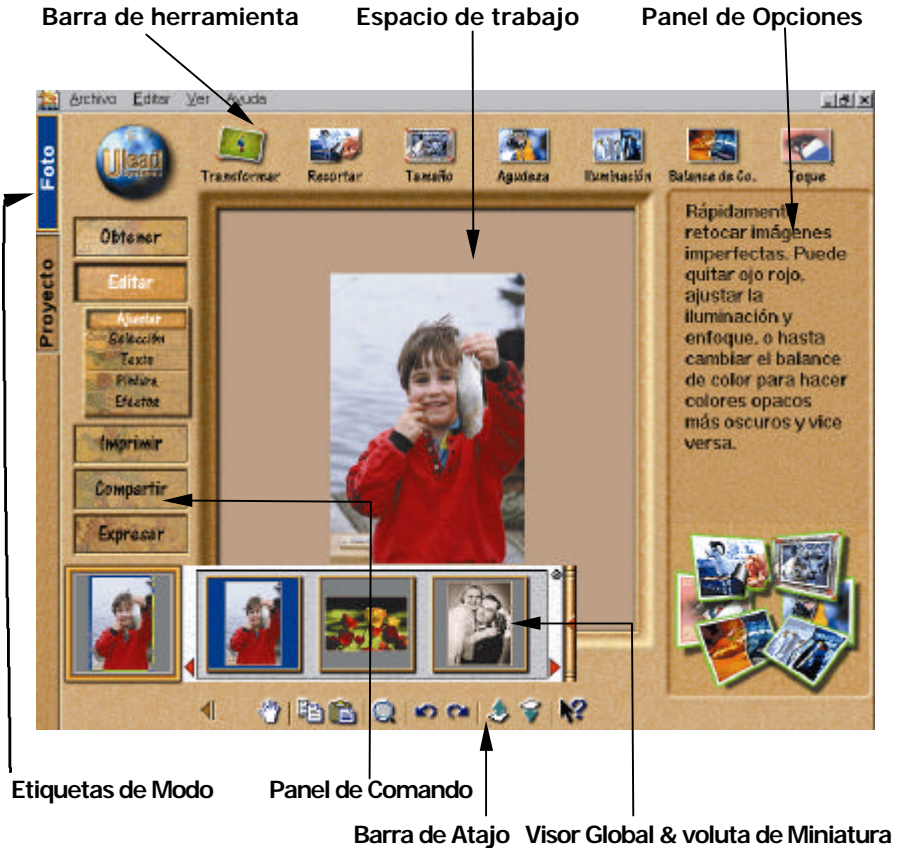 Barra de herramienta Espacio de trabajo Panel de Opciones
Archivo Editar Ver Ayuda
Foto
Proyecto
Ulead
Systems
Transformar Recortar Tamaño Agudeza Iluminación Balance de Co.. Toque
Obtener
Editar
Ajustar
Selección
Texto
Pintura
Efectos
Imprimir
Compartir
Expresar
Rápidamente
retocar imágenes
imperfectas. Puede
quitar ojo rojo,
ajustar la
iluminación y
enfoque, o hasta
cambiar el balance
de color para hacer
colores opacos
más oscuros y vice
versa.
Etiquetas de Modo Panel de Comando
Barra de Atajo Visor Global & voluta de Miniatura